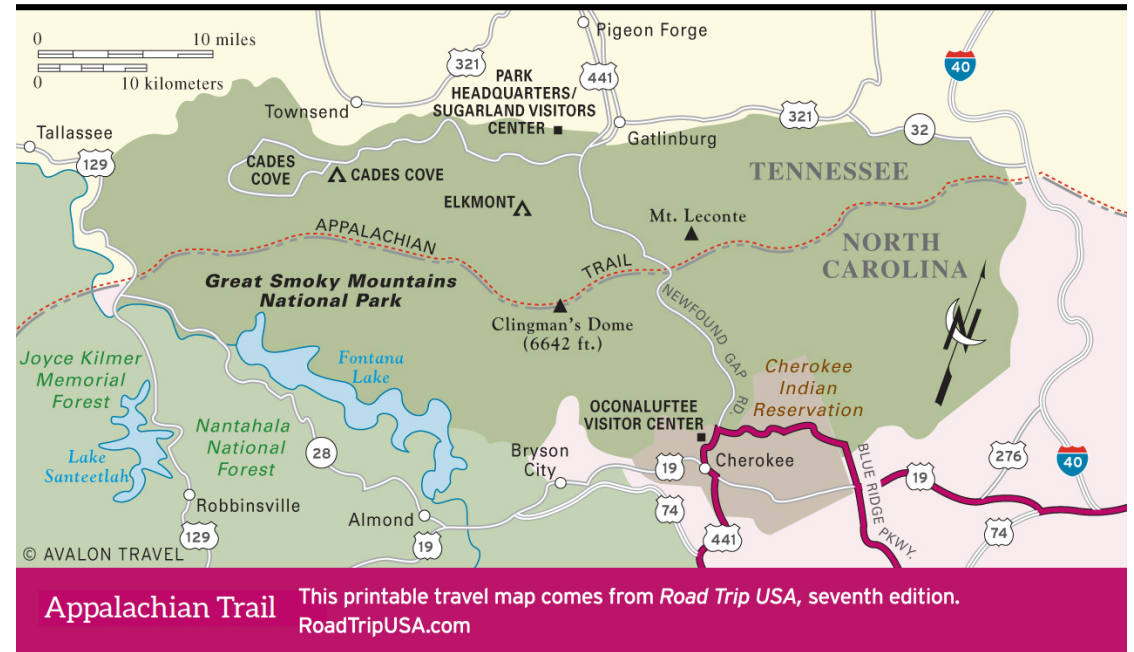 0 10 miles
0 10 kilometers
Pigeon Forge
321
441
40
PARK
HEADQUARTERS/
SUGARLAND VISITORS
CENTER
Townsend
Tallassee
129
Gatlinburg
321
32
CADES
COVE
CADES COVE
ELKMONT
TENNESSEE
Mt. Leconte
NORTH
CAROLINA
APPALACHIAN
TRAIL
Great Smoky Mountains
National Park
Clingman's Dome
(6642 ft.)
NEWFOUND GAP RD.
N
Joyce Kilmer
Memorial
Forest
Fontana
Lake
Cherokee
Indian
Reservation
OCONALUFTEE
VISITOR CENTER
Nantahala
National
Forest
Lake
Santeetlah
28
Bryson
City
19
Cherokee
BLUE RIDGE PKWY.
19
276
40
Robbinsville
Almond
129
19
74
441
74
© AVALON TRAVEL
Appalachian Trail
This printable travel map comes from Road Trip USA, seventh edition.
RoadTripUSA.com